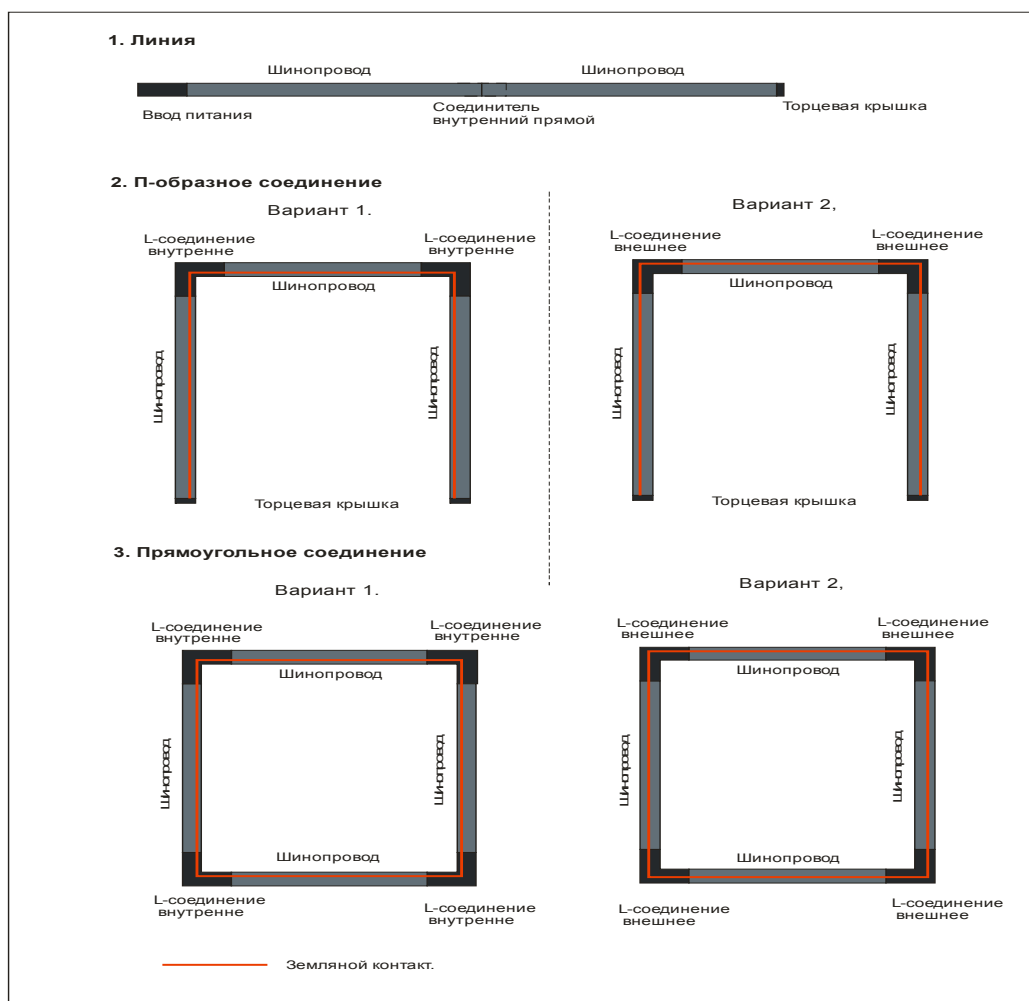 1. Линия
Шинопровод
Шинопровод
Ввод питания
Соединитель
внутренний прямой
Торцевая крышка
2. П-образное соединение
Вариант 1.
L-соединение
внутренне
L-соединение
внутренне
Шинопровод
Шинопровод
Шинопровод
Торцевая крышка
Вариант 2,
L-соединение
внешнее
L-соединение
внешнее
Шинопровод
Шинопровод
Шинопровод
Торцевая крышка
3. Прямоугольное соединение
Вариант 1.
L-соединение
внутренне
L-соединение
внутренне
Шинопровод
Шинопровод
Шинопровод
Шинопровод
L-соединение
внутренне
L-соединение
внутренне
Вариант 2,
L-соединение
внешнее
L-соединение
внешнее
Шинопровод
Шинопровод
Шинопровод
Шинопровод
L-соединение
внешнее
L-соединение
внешнее
Земляной контакт.